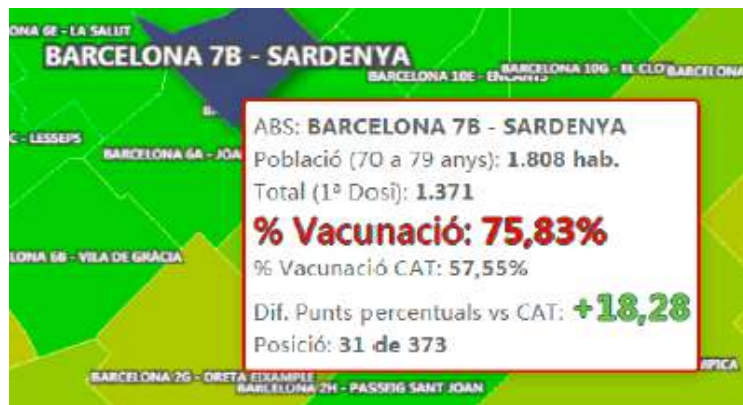 ONA 6E - LA SALUT
BARCELONA 7B - SARDENYA
BARCELONA 10E - ENCANTS
BARCELONA 10G - EL CLO
BARCELON
C - LESSEPS
BARCELONA 6A - JOA
ABS: BARCELONA 7B - SARDENYA
Població (70 a 79 anys): 1.808 hab.
Total (1ª Dosi): 1.371
% Vacunació: 75,83%
% Vacunació CAT: 57,55%
Dif. Punts percentuals vs CAT: +18,28
Posició: 31 de 373
LONA 6B - VILA DE GRÀCIA
BARCELONA 2G - DRETA EIXAMPLE
BARCELONA 2H - PASSEIG SANT JOAN